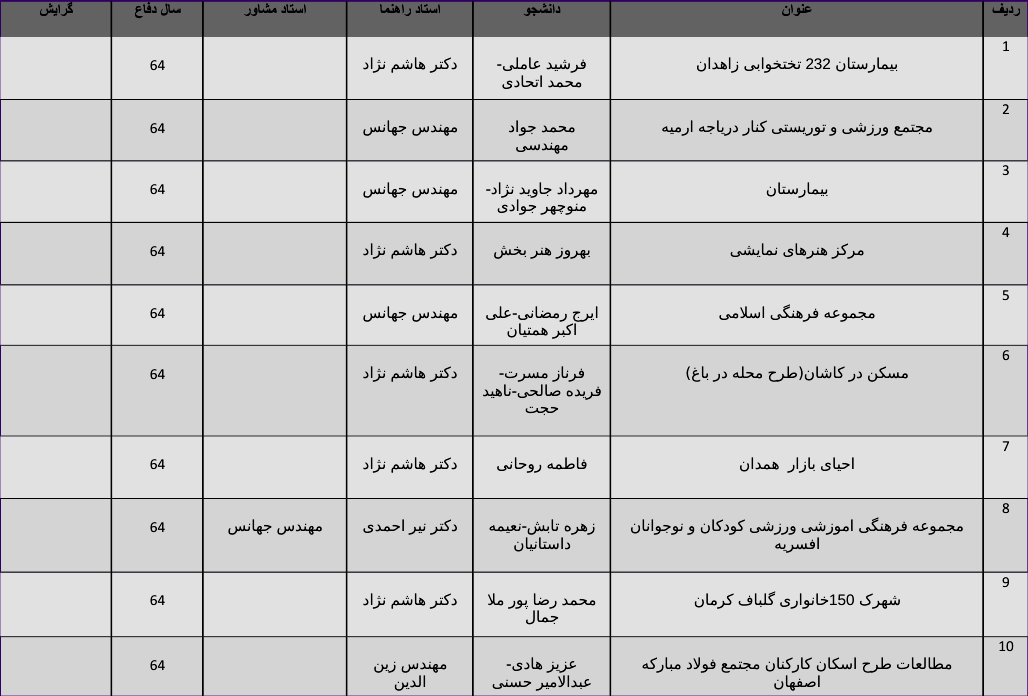 ردیف عنوان دانشجو استاد راهنما استاد مشاور سال دفاع گرایش
1 بیمارستان 232 تختخوابی زاهدان فرشید عاملی- دکتر هاشم نژاد 64
محمد اتحادی
2 مجتمع ورزشی و توریستی کنار دریاچه ارمیه محمد جواد مهندس جهانس 64
مهندسی
3 بیمارستان مهرداد جاوید نژاد- مهندس جهانس 64
منوچهر جوادی
4 مرکز هنرهای نمایشی بهروز هنر بخش دکتر هاشم نژاد 64
5 مجموعه فرهنگی اسلامی ایرج رمضانی-علی مهندس جهانس 64
اکبر همتیان
6 مسکن در کاشان(طرح محله در باغ) فرناز مسرت- دکتر هاشم نژاد 64
فریده صالحی-ناهید
حجت
7 احیای بازار همدان فاطمه روحانی دکتر هاشم نژاد 64
8 مجموعه فرهنگی اموزشی ورزشی کودکان و نوجوانان زهره تابش-نعیمه دکتر نیر احمدی مهندس جهانس 64
افسریه داستانیان
9 شهرک 150خانواری گلباف کرمان محمد رضا پور ملا دکتر هاشم نژاد 64
جمال
10 مطالعات طرح اسکان کارکنان مجتمع فولاد مبارکه عزیز هادی- مهندس زین 64
اصفهان عبدالامیر حسنی الدین